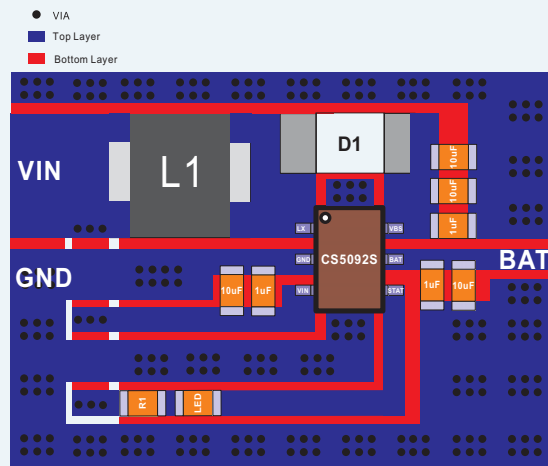 VIA
Top Layer
Bottom Layer
VIN
L1
D1
10uF
10uF
1uF
LX
VBS
GND
CS5092S
BAT
VIN
STAT
BAT
GND
10uF
1uF
1uF
10uF
R1
LED